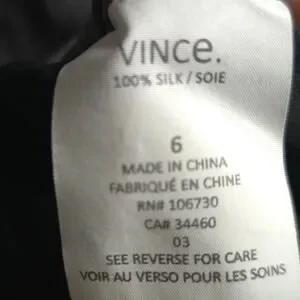 VINCE.
100% SILK / SOIE
6
MADE IN CHINA
FABRIQUÉ EN CHINE
RN# 106730
CA# 34460
03
SEE REVERSE FOR CARE
VOIR AU VERSO POUR LES SOINS